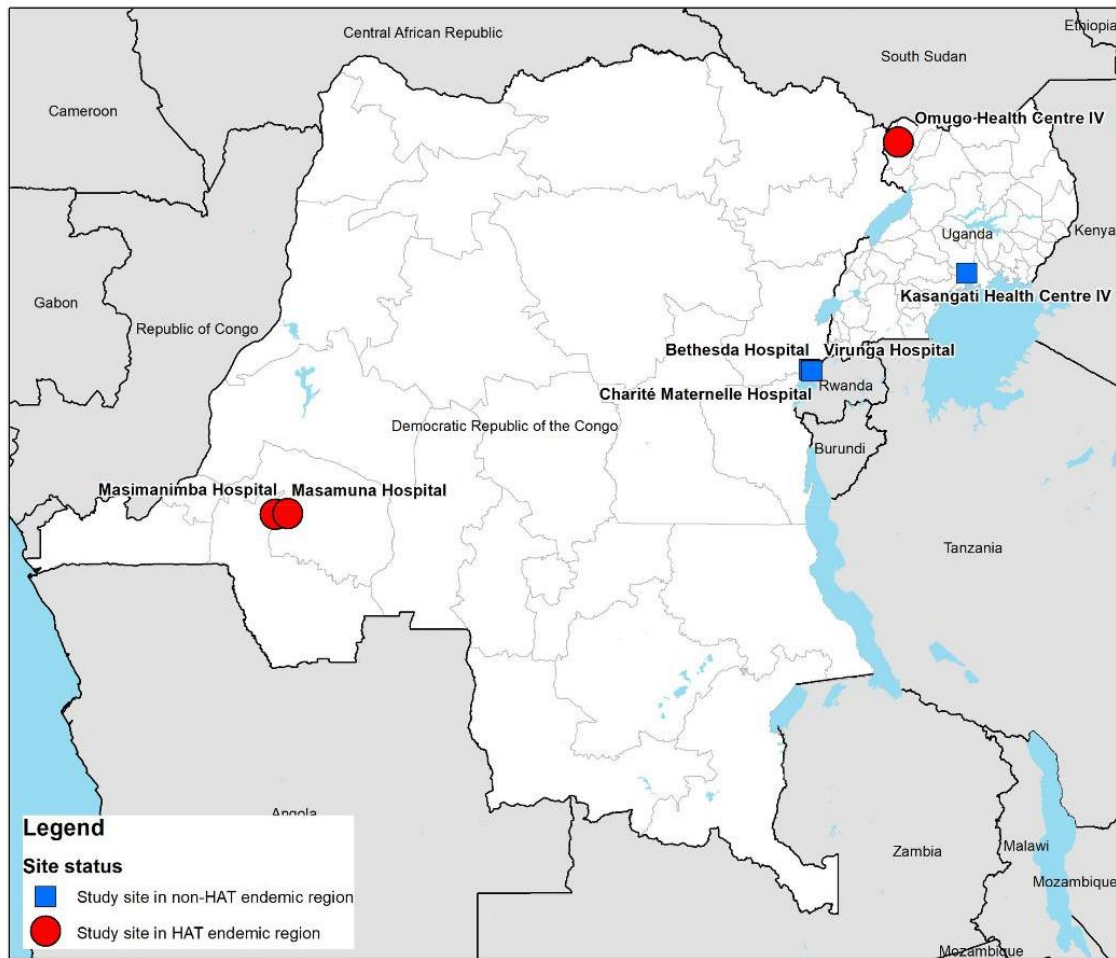 Central African Republic
Ethiopia
South Sudan
Cameroon
Omugo-Health Centre IV
Uganda
Kenya
Gabon
Republic of Congo
Kasangati Health Centre IV
Bethesda Hospital
Virunga Hospital
Charité Maternelle Hospital
Rwanda
Democratic Republic of the Congo
Burundi
Masimanimba Hospital
Masamuna Hospital
Tanzania
Angola
Legend
Site status
Study site in non-HAT endemic region
Study site in HAT endemic region
Zambia
Malawi
Mozambique
Mozambique